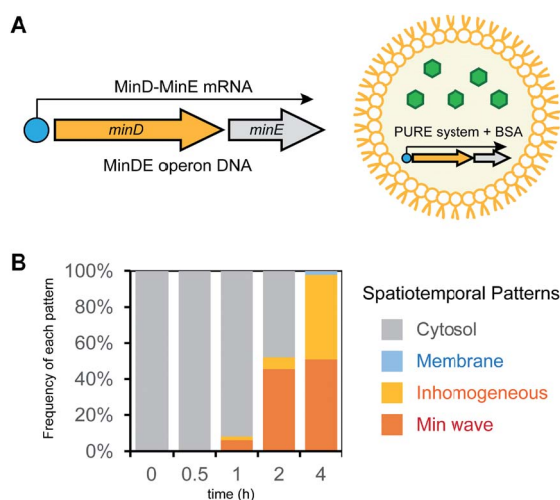 A
MinD-MinE mRNA
minD
minE
MinDE operon DNA
PURE system + BSA
B
Frequency of each pattern
100%
80%
60%
40%
20%
0%
0 0.5 1 2 4
time (h)
Spatiotemporal Patterns
Cytosol
Membrane
Inhomogeneous
Min wave